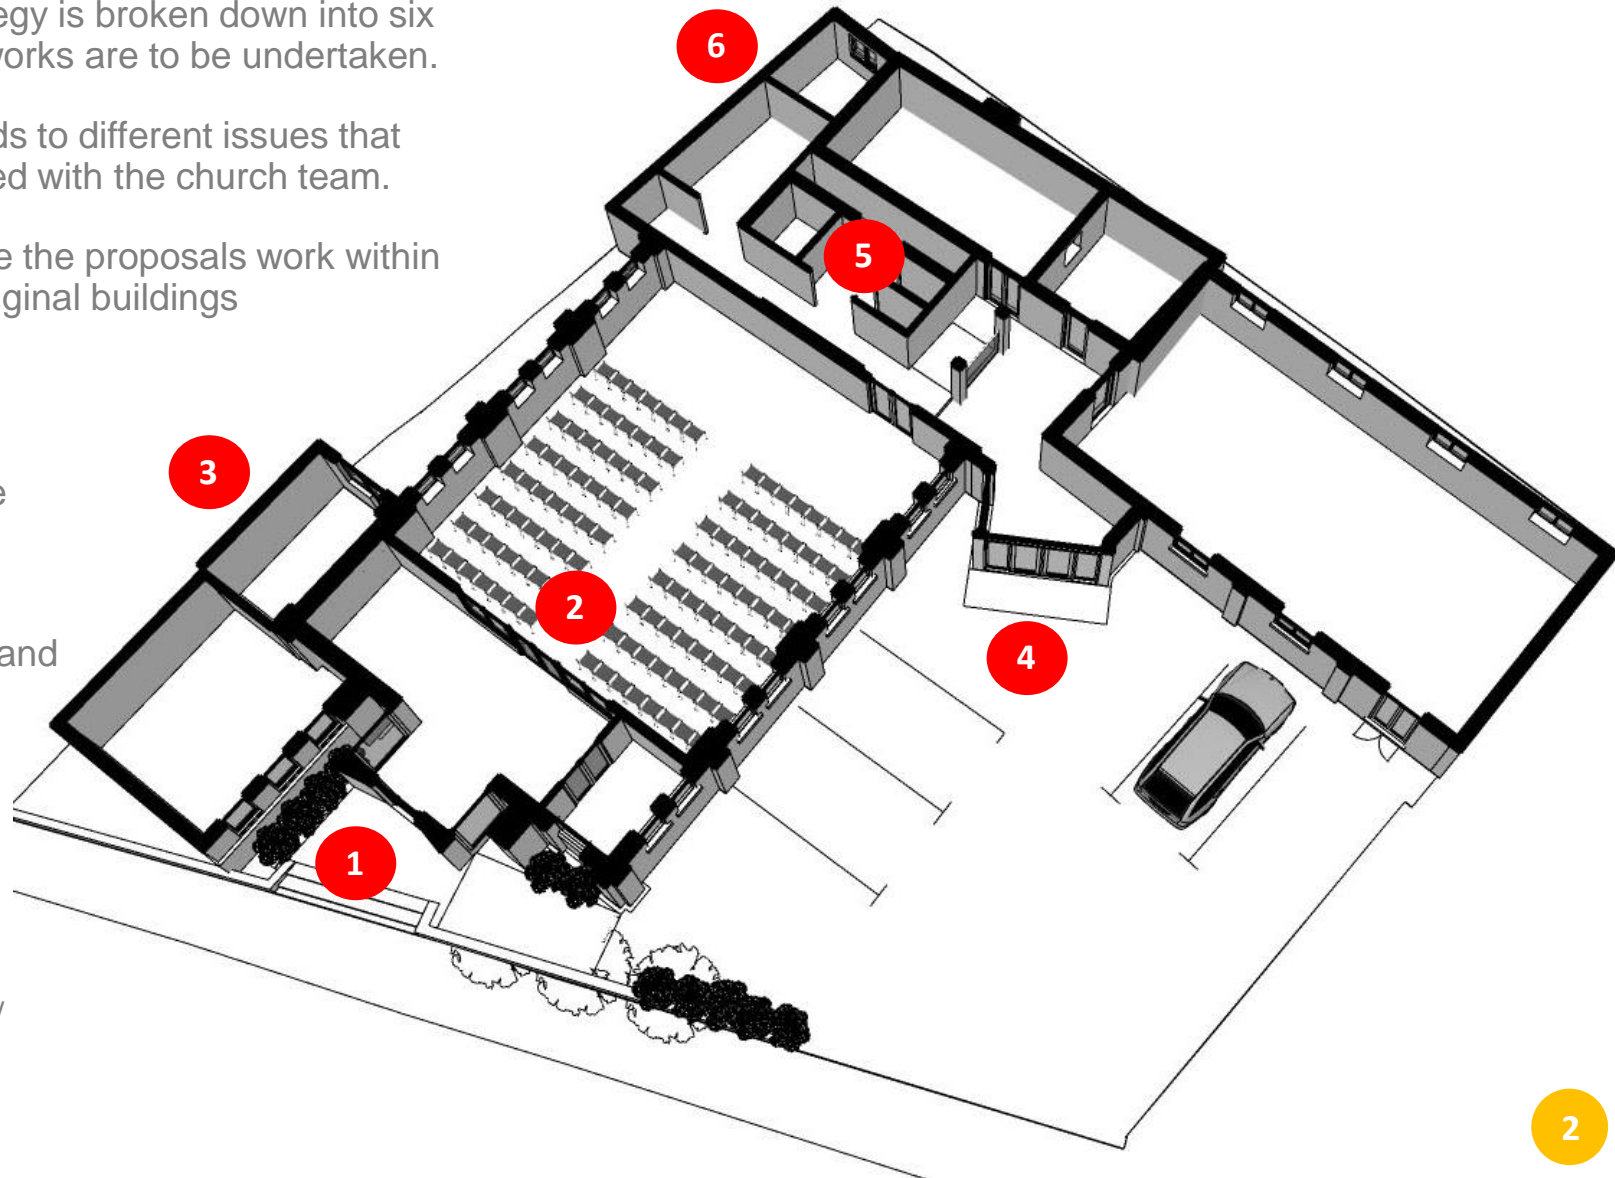 egy is broken down into six
works are to be undertaken.
ds to different issues that
ed with the church team.
e the proposals work within
ginal buildings
e
and
y
6
5
3
2
4
1
2